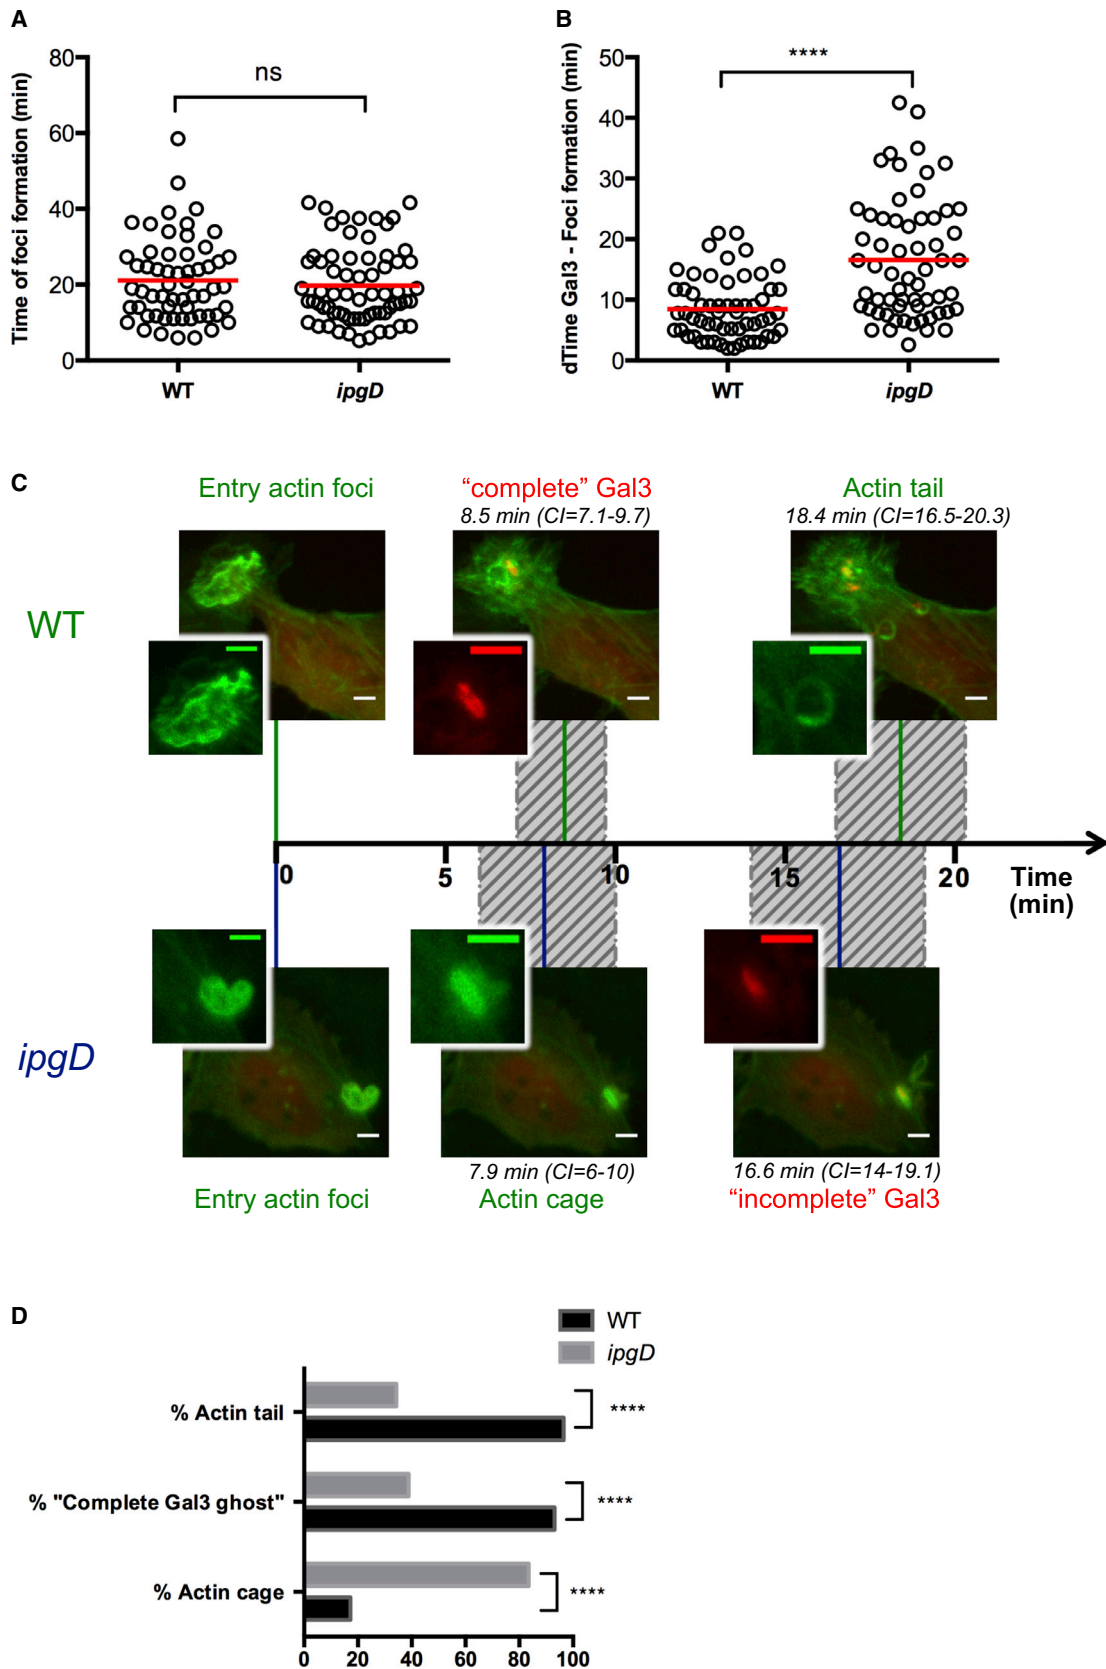 A
Time of foci formation (min)
80
60
40
20
0
ns
WT
ipgD
B
dTime Gal3 - Foci formation (min)
50
40
30
20
10
0
****
WT
ipgD
C
Entry actin foci
“complete” Gal3
8.5 min (CI=7.1-9.7)
Actin tail
18.4 min (CI=16.5-20.3)
WT
0
5
10
15
20
Time
(min)
ipgD
Entry actin foci
7.9 min (CI=6-10)
Actin cage
16.6 min (CI=14-19.1)
“incomplete” Gal3
D
WT
ipgD
% Actin tail
****
% "Complete Gal3 ghost"
****
% Actin cage
****
0
20
40
60
80
100